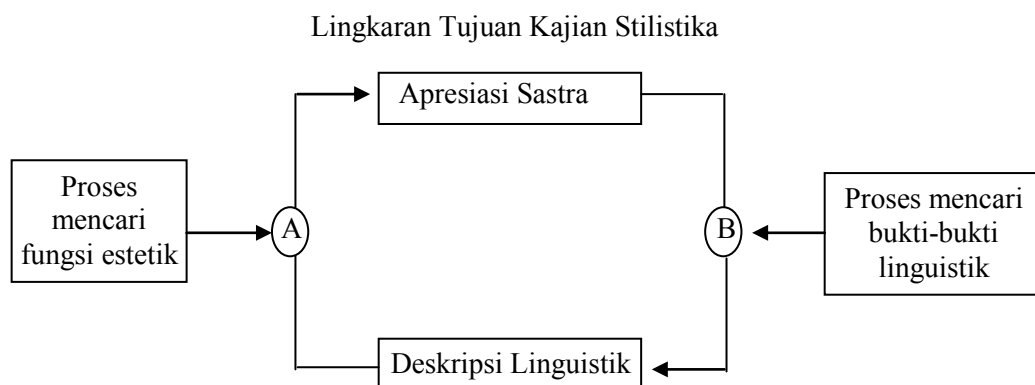 Lingkaran Tujuan Kajian Stilistika
Apresiasi Sastra
Proses
mencari
fungsi estetik
A
B
Proses mencari
bukti-bukti
linguistik
Deskripsi Linguistik